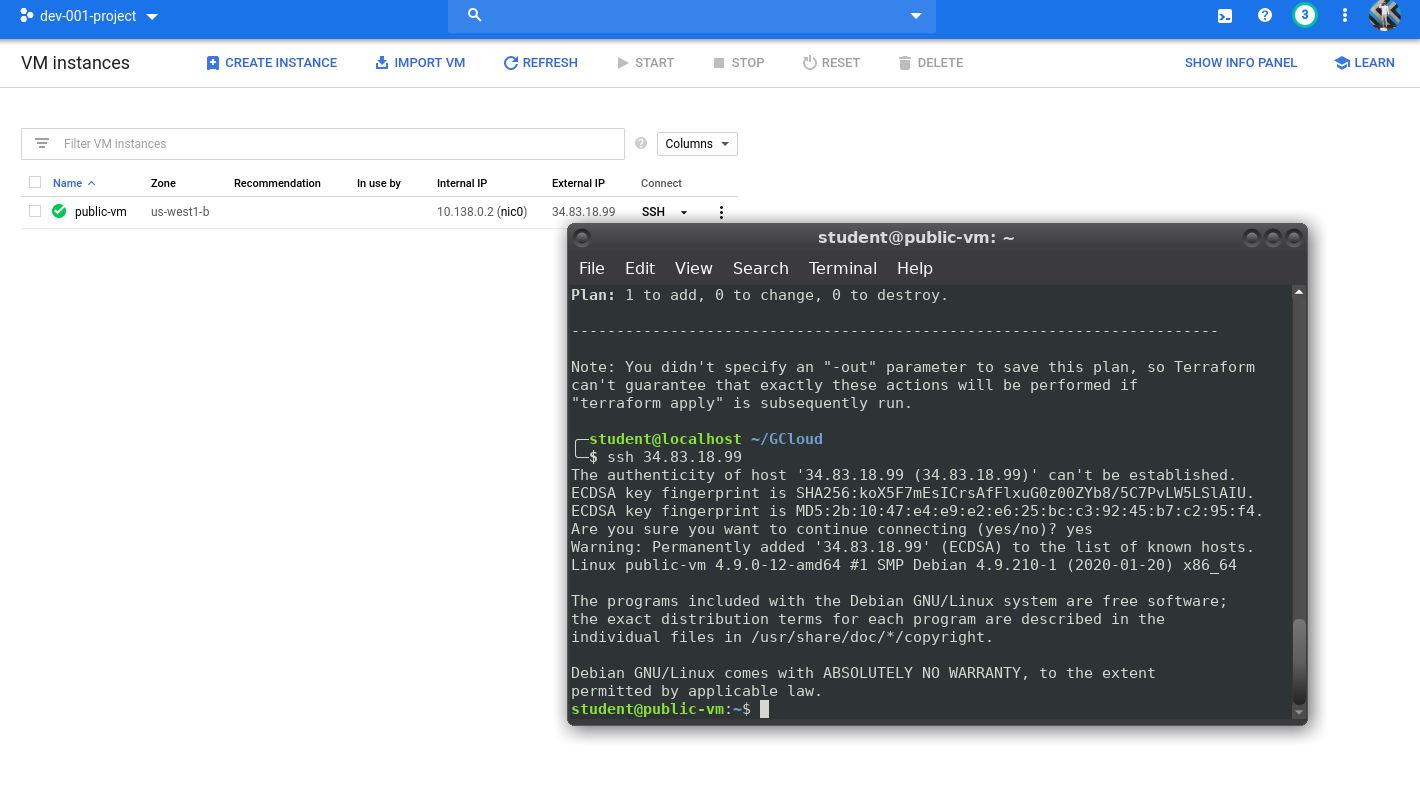 dev-001-project
3
VM instances
CREATE INSTANCE
IMPORT VM
REFRESH
START
STOP
RESET
DELETE
SHOW INFO PANEL
LEARN
Filter VM instances
Columns
Name Zone Recommendation In use by Internal IP External IP Connect
public-vm us-west1-b 10.138.0.2 (nic0) 34.83.18.99 SSH
student@public-vm: ~
File Edit View Search Terminal Help
Plan: 1 to add, 0 to change, 0 to destroy.
------------------------------------------------------------------------
Note: You didn't specify an "-out" parameter to save this plan, so Terraform
can't guarantee that exactly these actions will be performed if
"terraform apply" is subsequently run.
╭─student@localhost ~/GCloud
╰─$ ssh 34.83.18.99
The authenticity of host '34.83.18.99 (34.83.18.99)' can't be established.
ECDSA key fingerprint is SHA256:koX5F7mEsICrsAfFlxuG0z00ZYb8/5C7PvLW5LSlAIU.
ECDSA key fingerprint is MD5:2b:10:47:e4:e9:e2:e6:25:bc:c3:92:45:b7:c2:95:f4.
Are you sure you want to continue connecting (yes/no)? yes
Warning: Permanently added '34.83.18.99' (ECDSA) to the list of known hosts.
Linux public-vm 4.9.0-12-amd64 #1 SMP Debian 4.9.210-1 (2020-01-20) x86_64
The programs included with the Debian GNU/Linux system are free software;
the exact distribution terms for each program are described in the
individual files in /usr/share/doc/*/copyright.
Debian GNU/Linux comes with ABSOLUTELY NO WARRANTY, to the extent
permitted by applicable law.
student@public-vm:~$